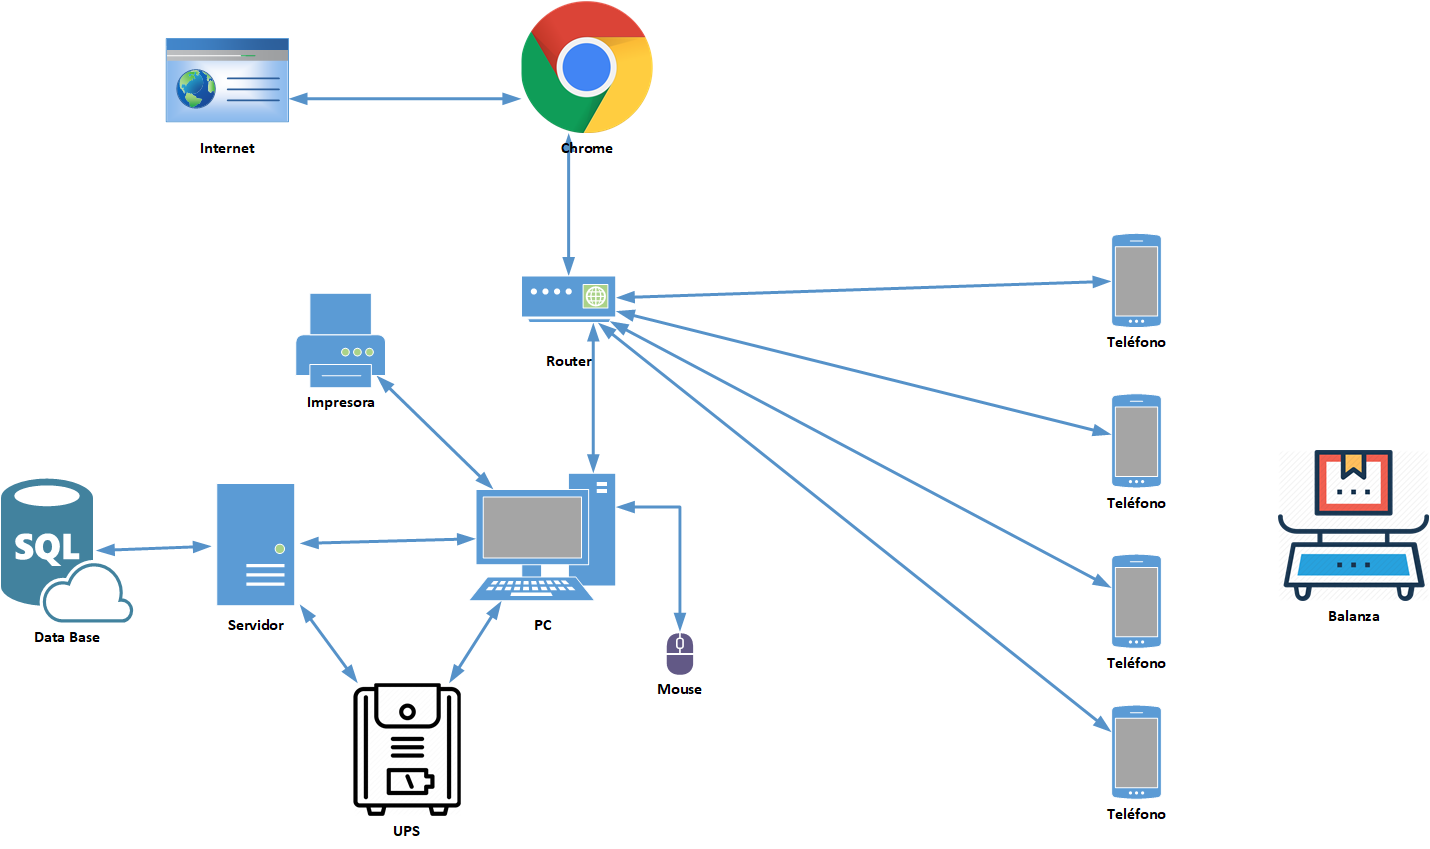 Internet
Chrome
Router
Teléfono
Impresora
Teléfono
SQL
Balanza
Data Base
Servidor
PC
Teléfono
Mouse
Teléfono
UPS